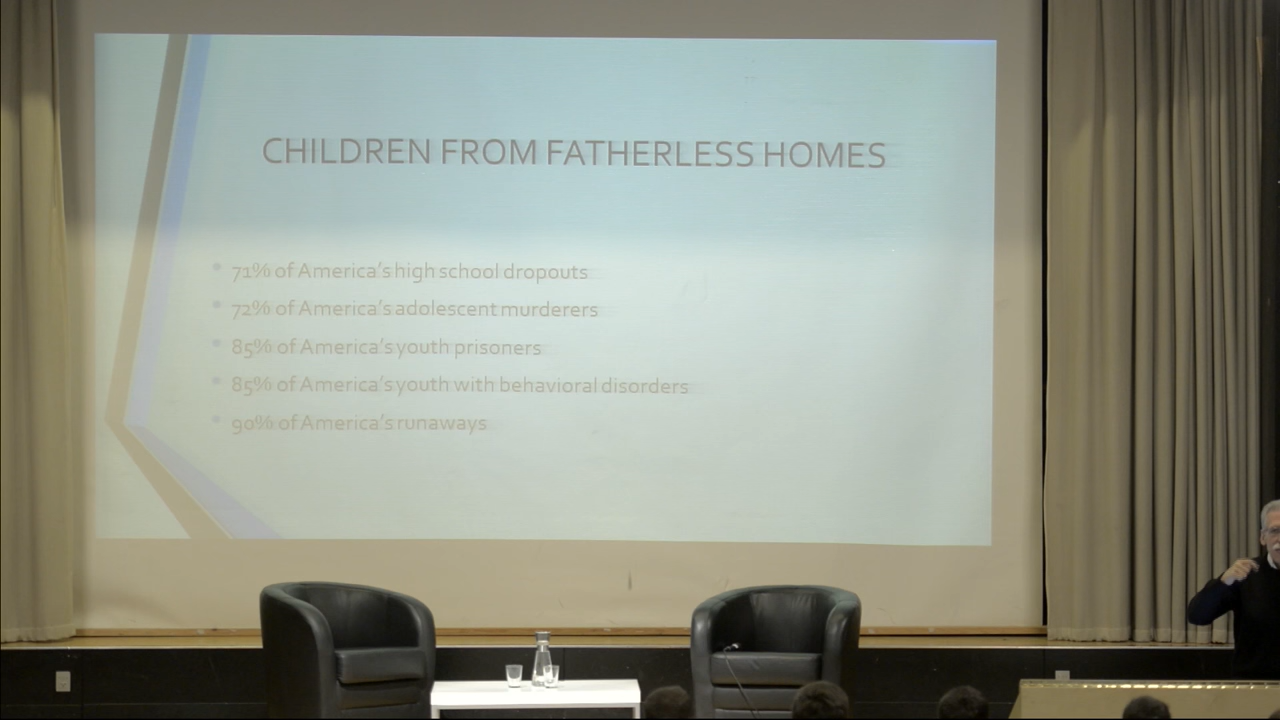 CHILDREN FROM FATHERLESS HOMES
71% of America's high school dropouts
72% of America's adolescent murderers
85% of America's youth prisoners
85% of America's youth with behavioral disorders
90% of America's runaways